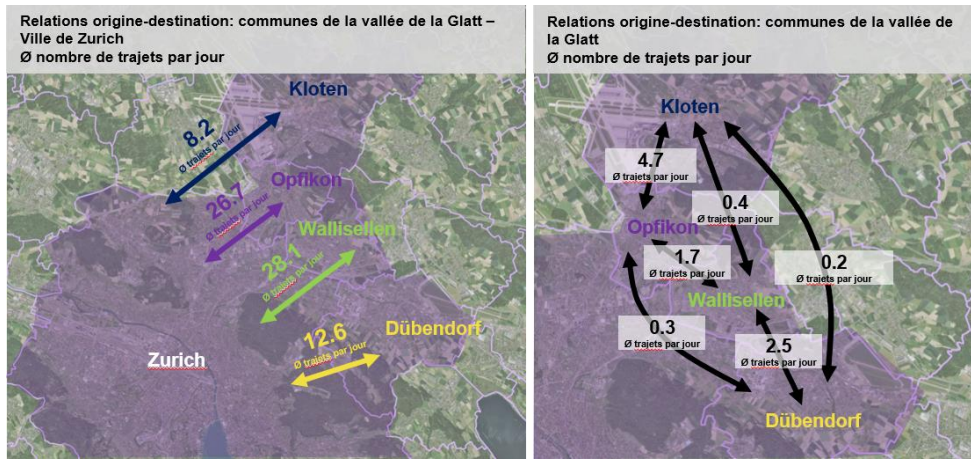 Relations origine-destination: communes de la vallée de la Glatt –
Ville de Zurich
Ø nombre de trajets par jour
Kloten
8.2
Ø trajets par jour
Opfikon
26.7
Ø trajets par jour
Wallisellen
28.1
Ø trajets par jour
Dübendorf
12.6
Ø trajets par jour
Zurich
Relations origine-destination: communes de la vallée de
la Glatt
Ø nombre de trajets par jour
Kloten
4.7
Ø trajets par jour
0.4
Ø trajets par jour
Opfikon
1.7
Ø trajets par jour
0.2
Ø trajets par jour
Wallisellen
0.3
Ø trajets par jour
2.5
Ø trajets par jour
Dübendorf